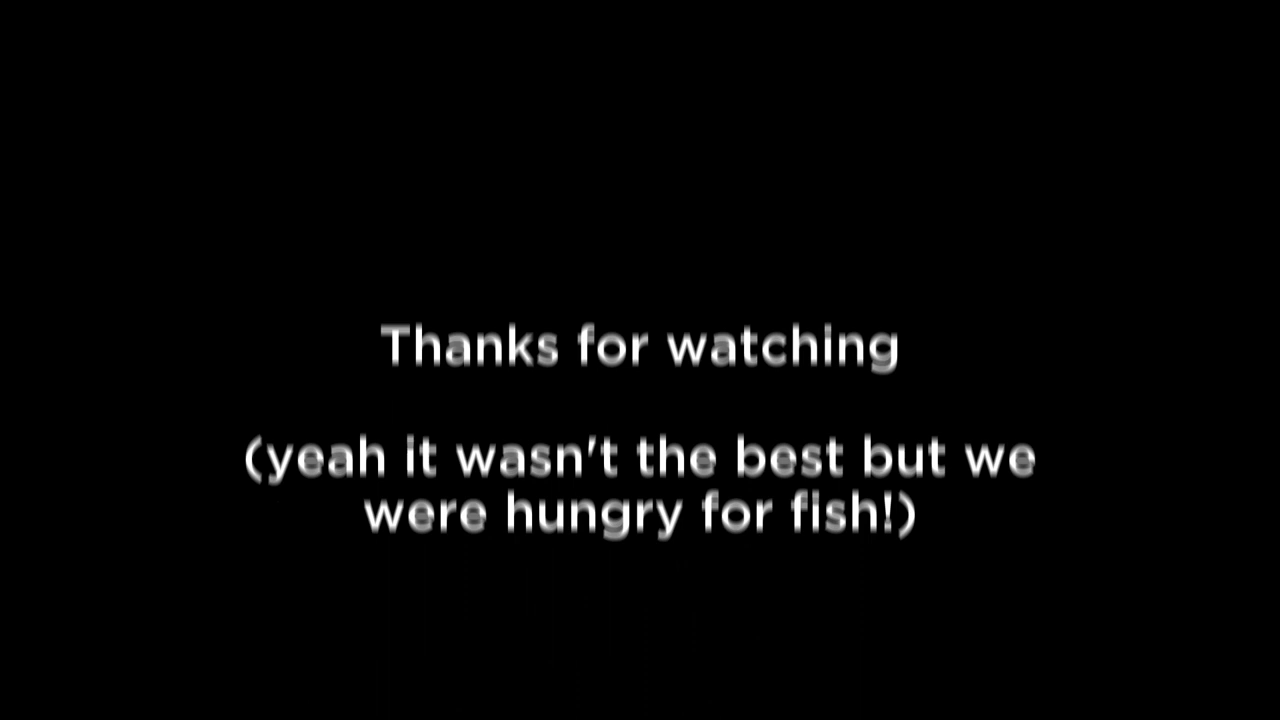 Thanks for watching
(yeah it wasn't the best but we
were hungry for fish!)